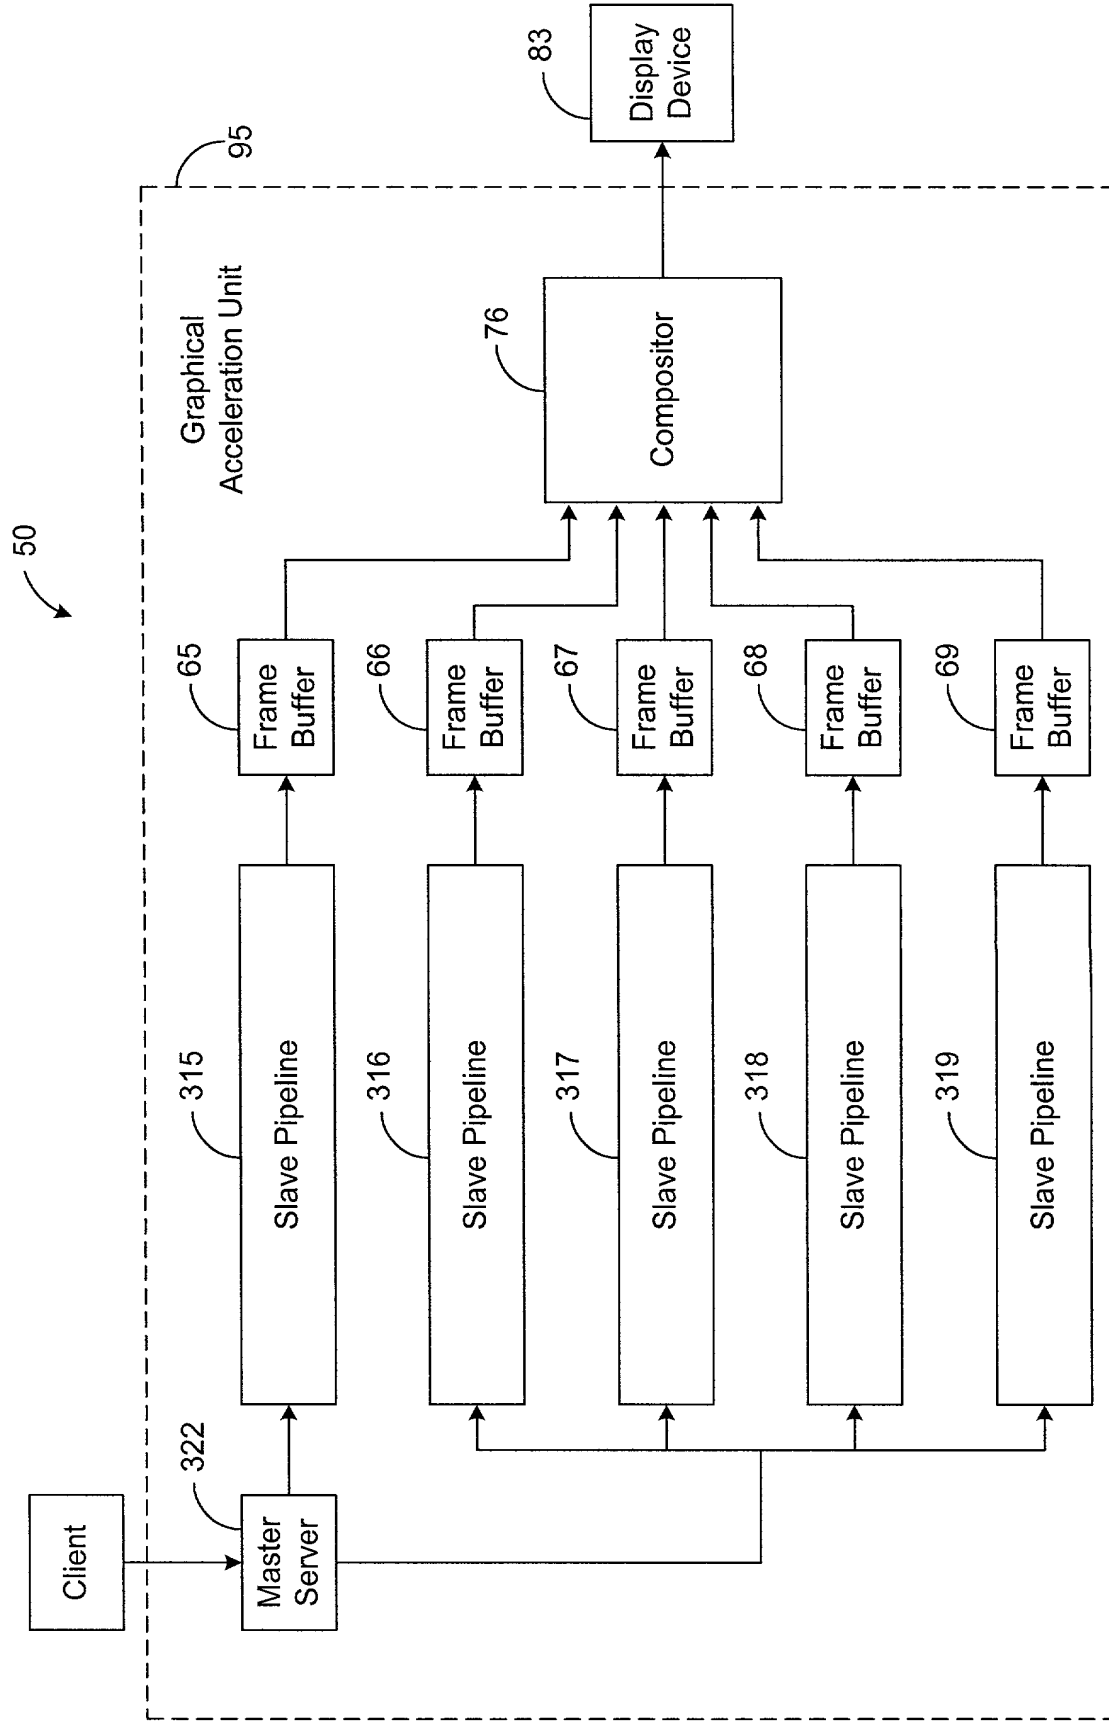 50
95
Graphical
Acceleration Unit
Client
322
Master
Server
315
Slave Pipeline
65
Frame
Buffer
316
Slave Pipeline
66
Frame
Buffer
317
Slave Pipeline
67
Frame
Buffer
318
Slave Pipeline
68
Frame
Buffer
319
Slave Pipeline
69
Frame
Buffer
76
Compositor
83
Display
Device